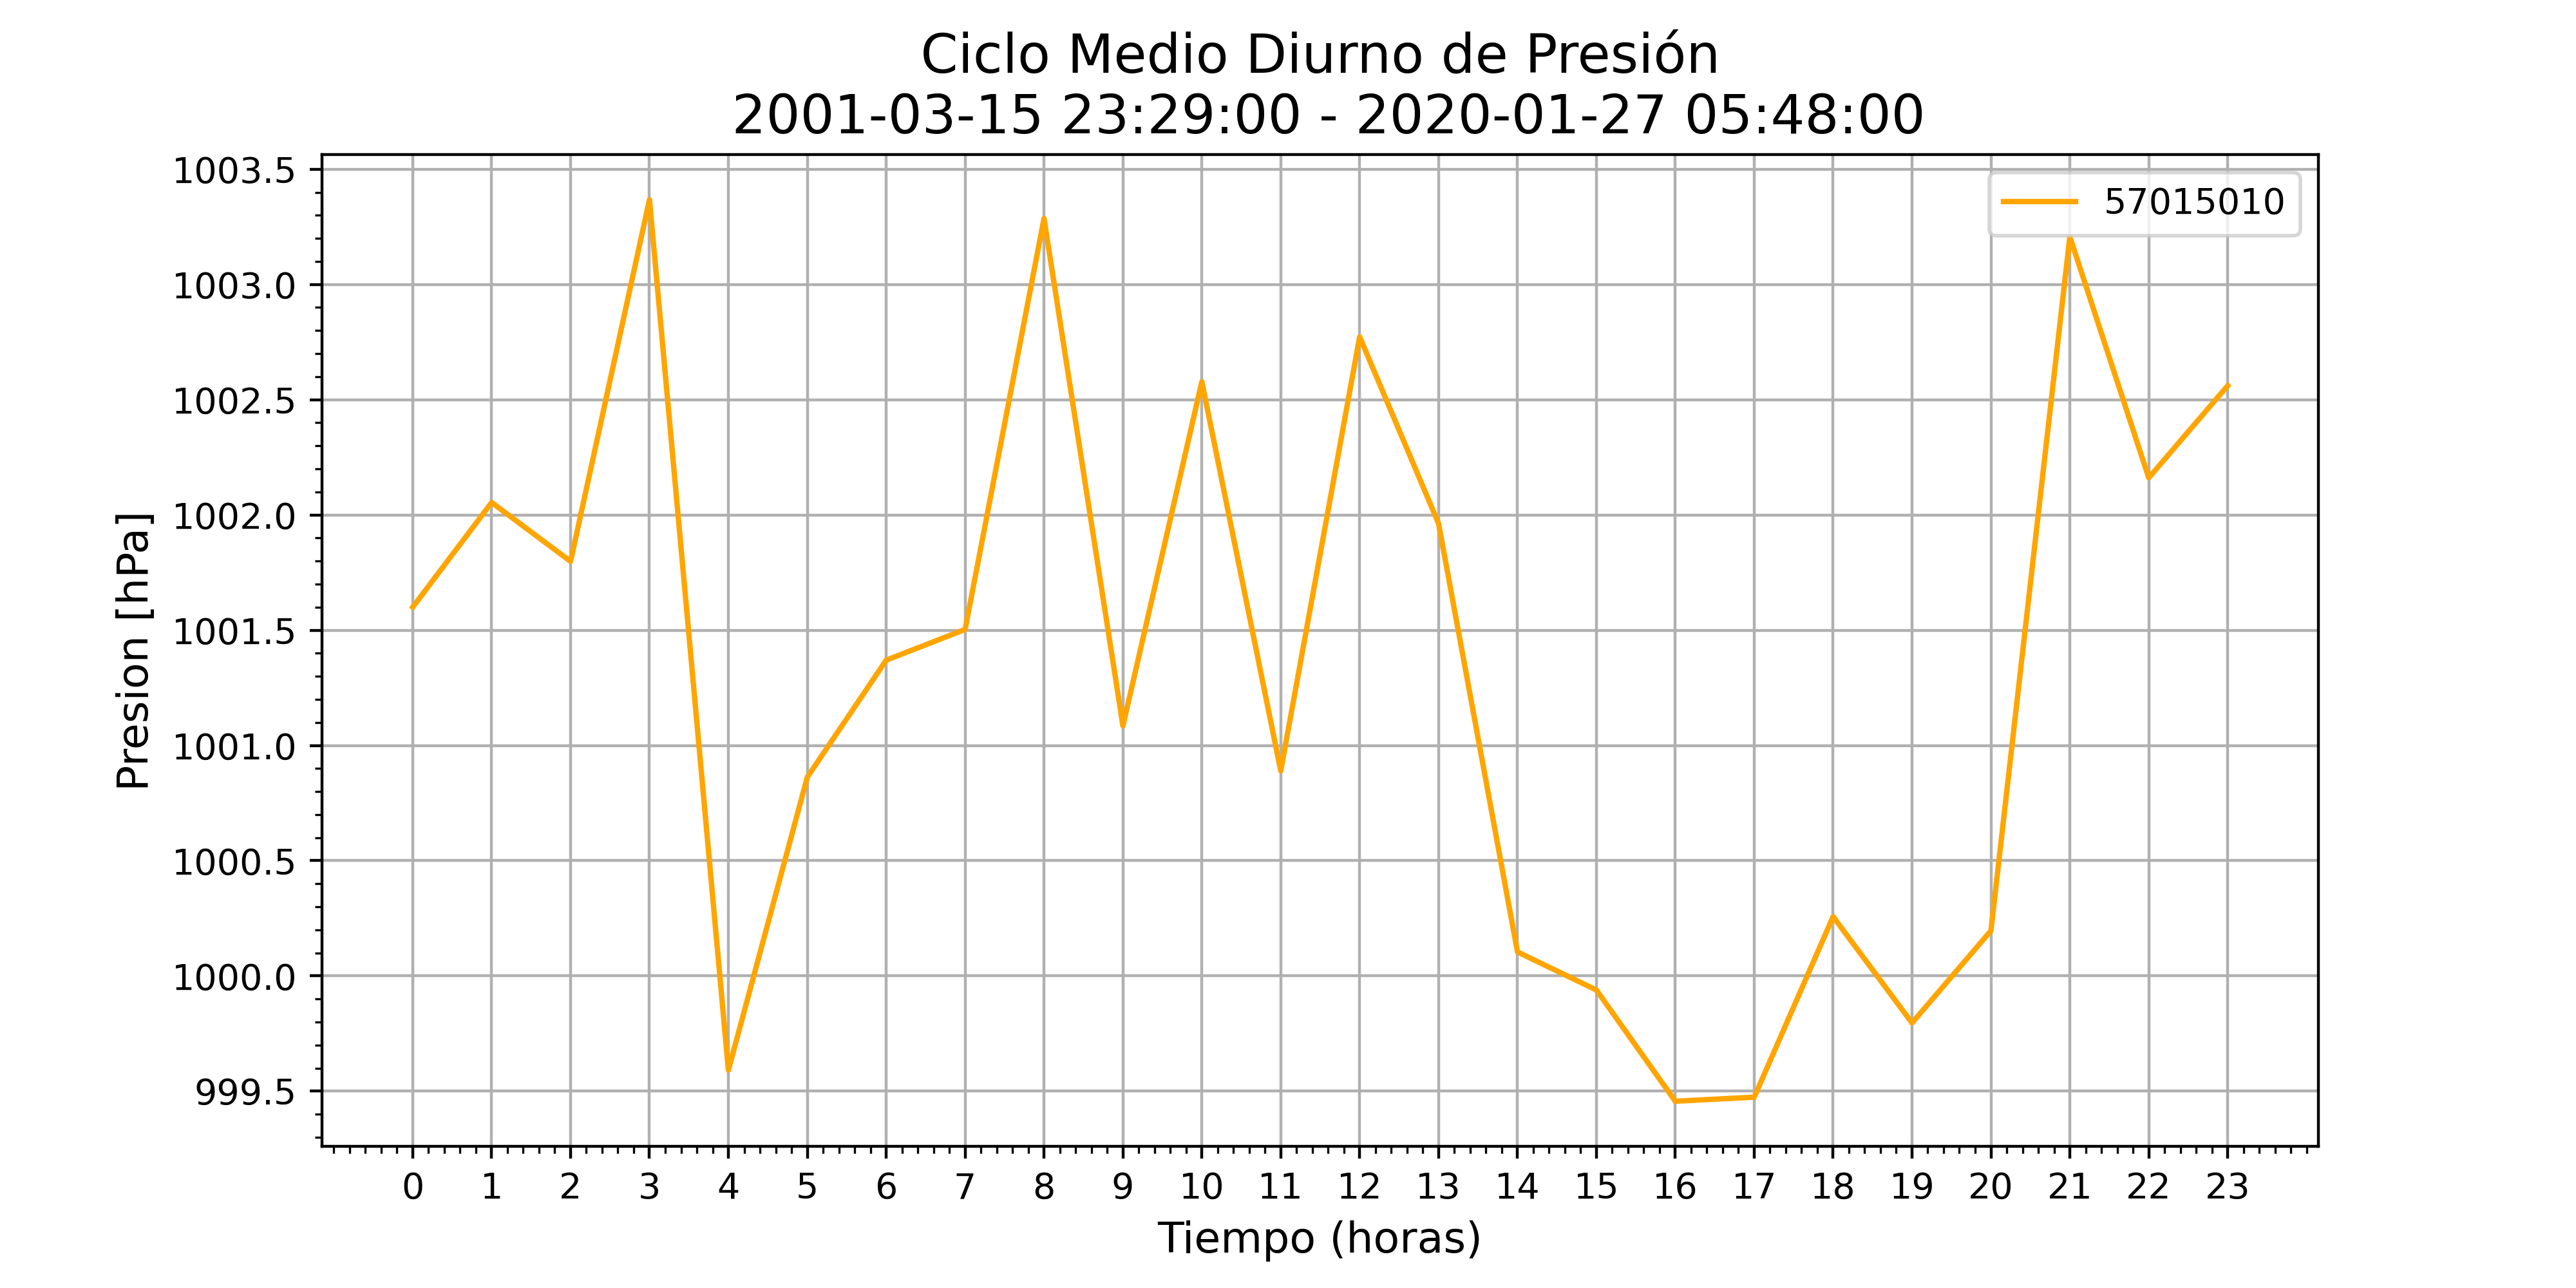 Ciclo Medio Diurno de Presión
2001-03-15 23:29:00 - 2020-01-27 05:48:00
57015010
Presion [hPa]
1003.5
1003.0
1002.5
1002.0
1001.5
1001.0
1000.5
1000.0
999.5
0 1 2 3 4 5 6 7 8 9 10 11 12 13 14 15 16 17 18 19 20 21 22 23
Tiempo (horas)